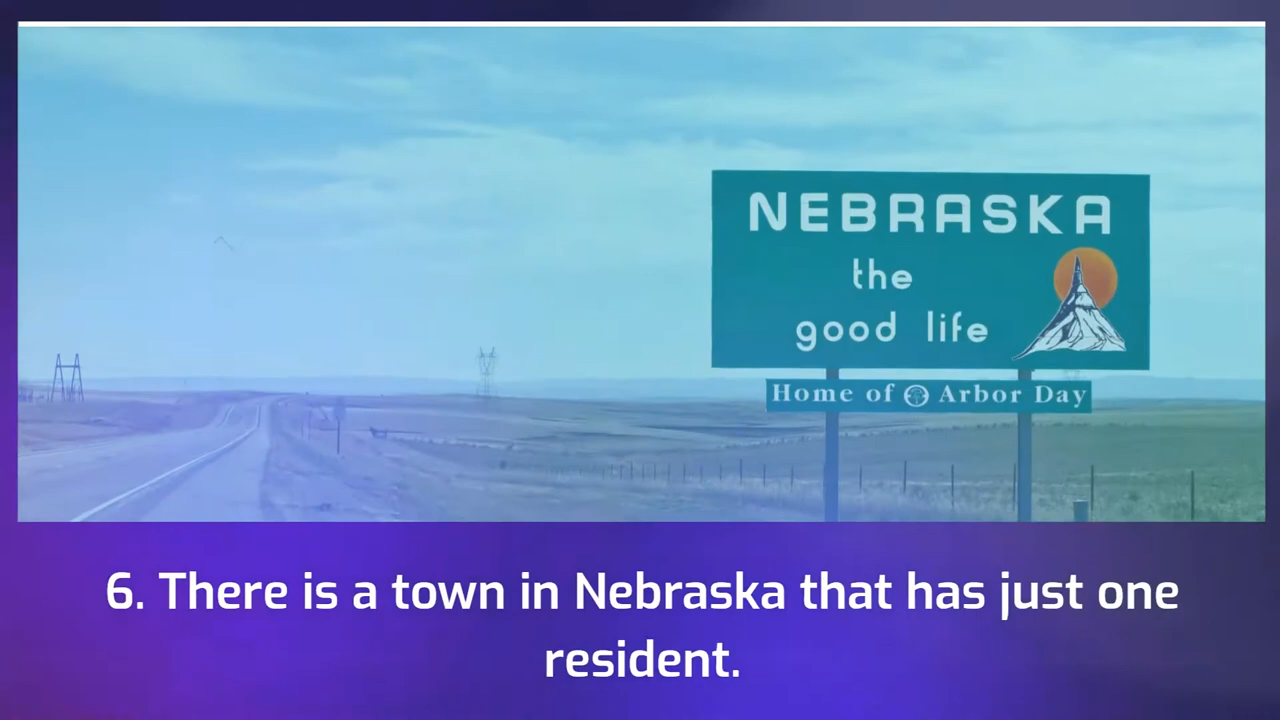 NEBRASKA
the
good life
Home of Arbor Day
6. There is a town in Nebraska that has just one
resident.